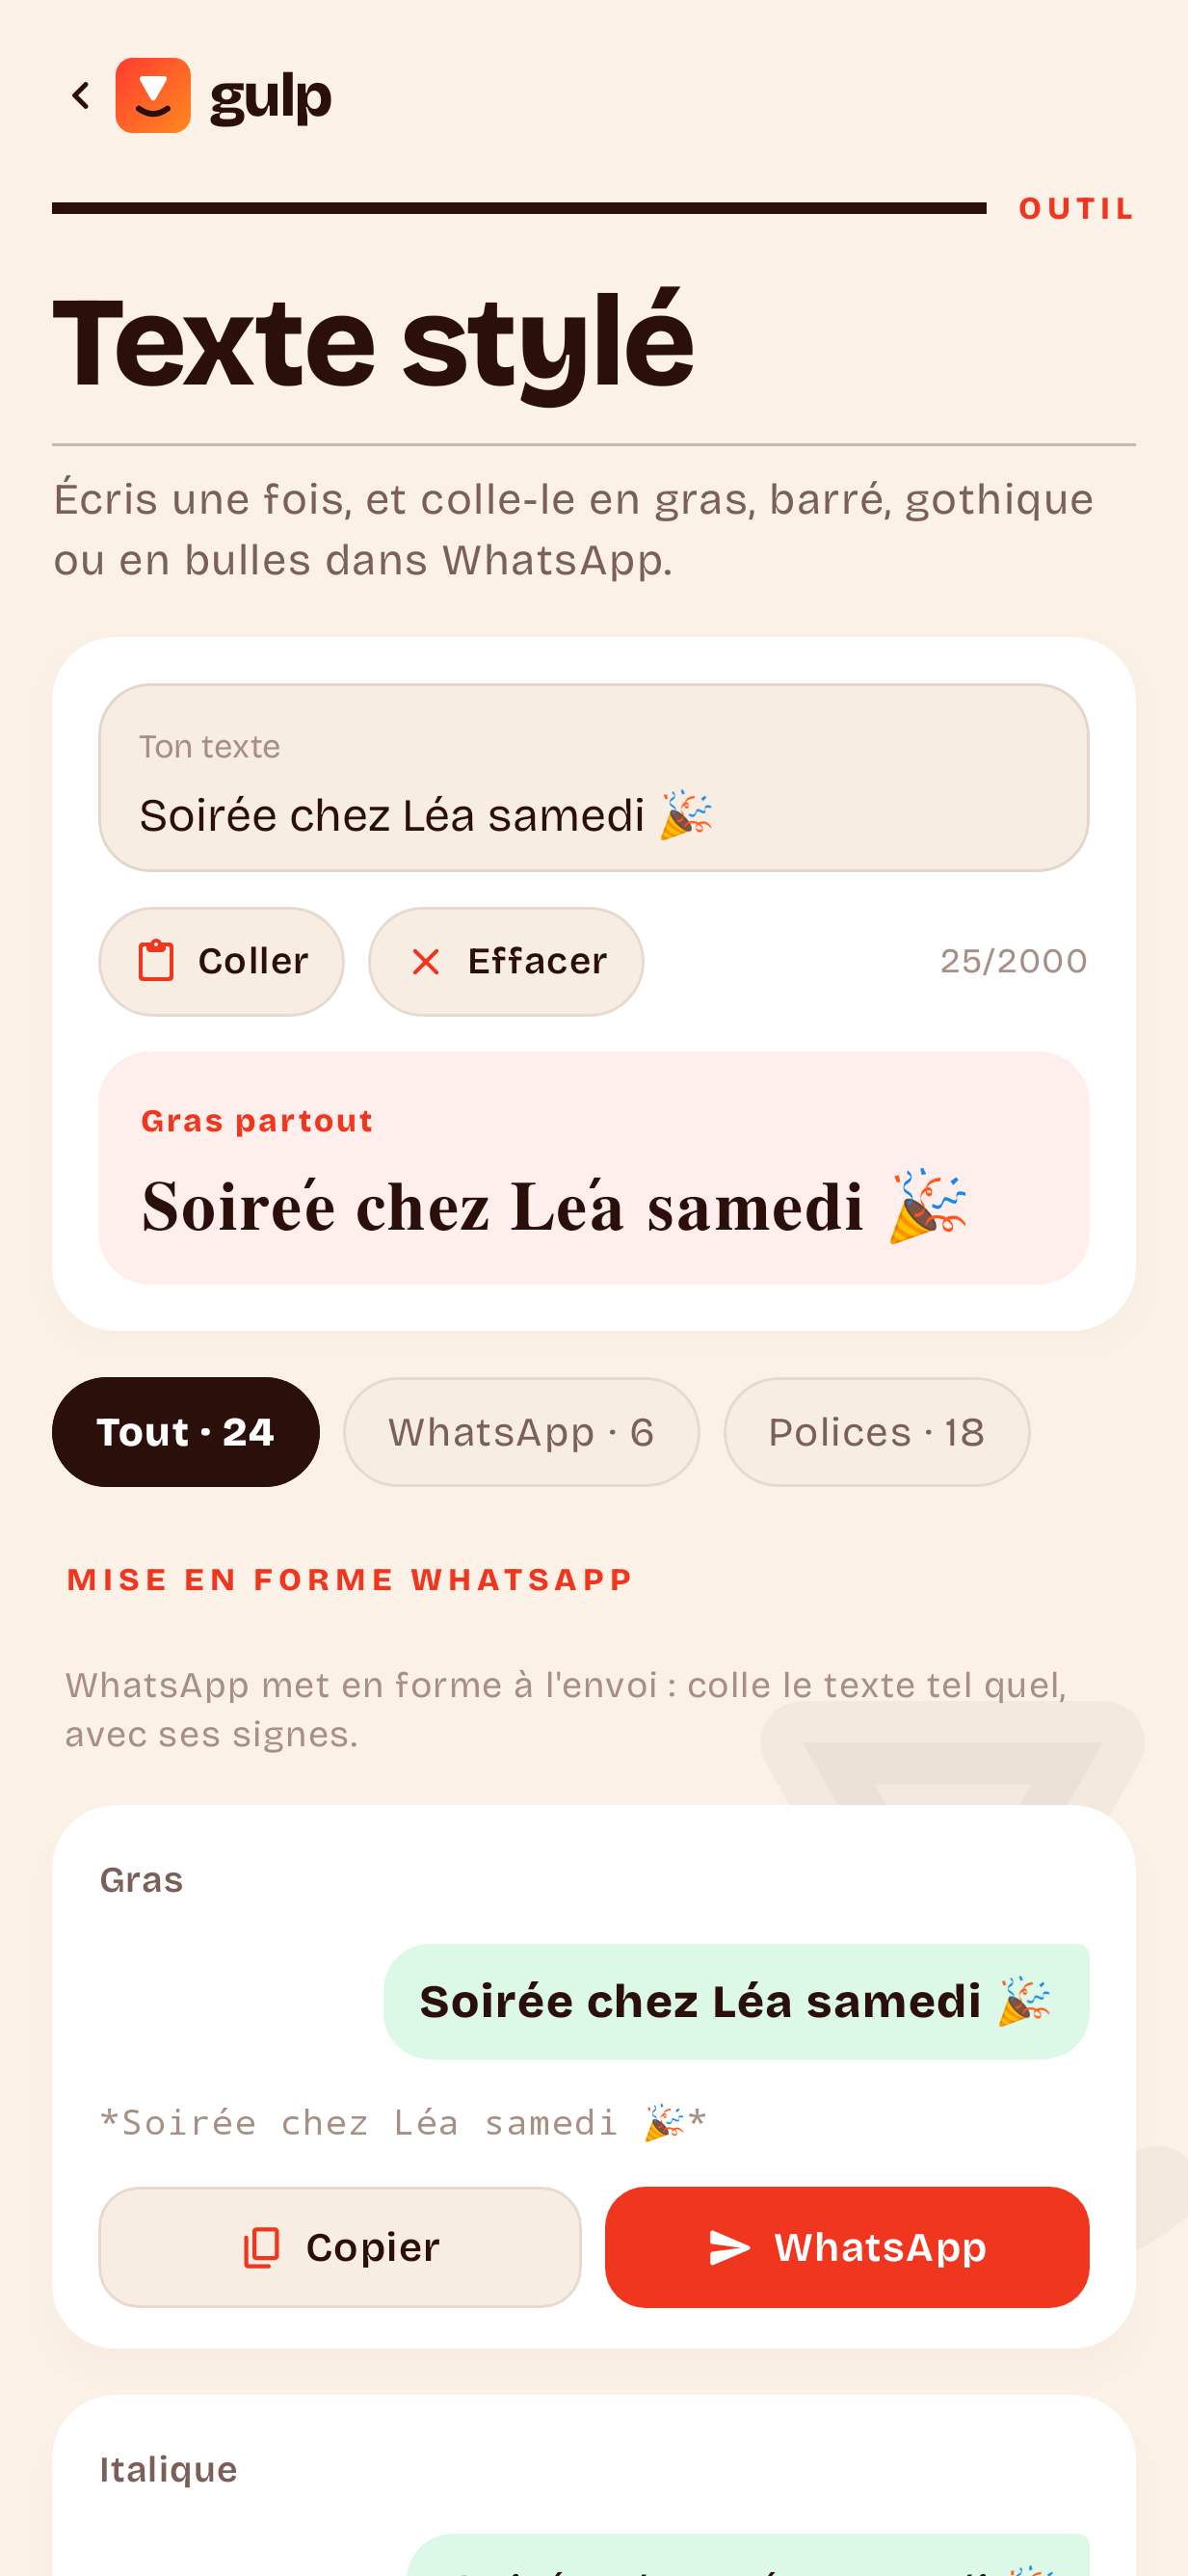 gulp
OUTIL
Texte stylé
Écris une fois, et colle-le en gras, barré, gothique
ou en bulles dans WhatsApp.
Ton texte
Soirée chez Léa samedi 🎉
Coller
Effacer
25/2000
Gras partout
𝐒𝐨𝐢𝐫𝐞́𝐞 𝐜𝐡𝐞𝐳 𝐋𝐞́𝐚 𝐬𝐚𝐦𝐞𝐝𝐢 🎉
Tout · 24
WhatsApp · 6
Polices · 18
MISE EN FORME WHATSAPP
WhatsApp met en forme à l'envoi : colle le texte tel quel,
avec ses signes.
Gras
Soirée chez Léa samedi 🎉
*Soirée chez Léa samedi 🎉*
Copier
WhatsApp
Italique